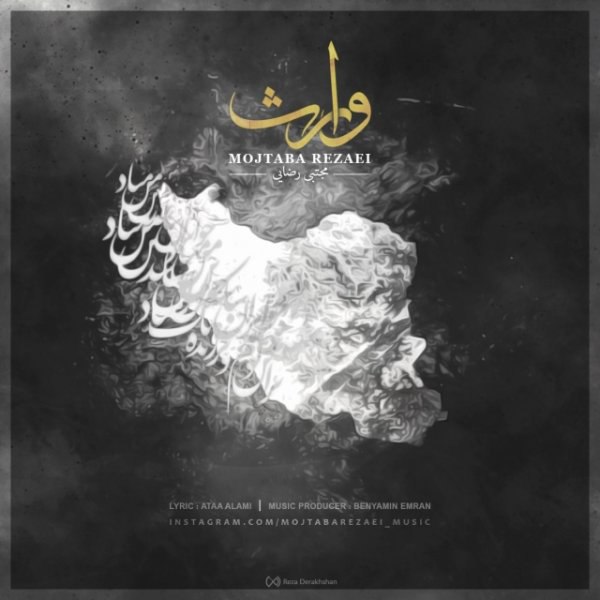 وارث
MOJTABA REZAEI
مجتبی رضایی
LYRIC : ATAA ALAMI | MUSIC PRODUCER : BENYAMIN EMRAN
INSTAGRAM.COM/MOJTABAREZAEI_MUSIC
Reza Derakhshan